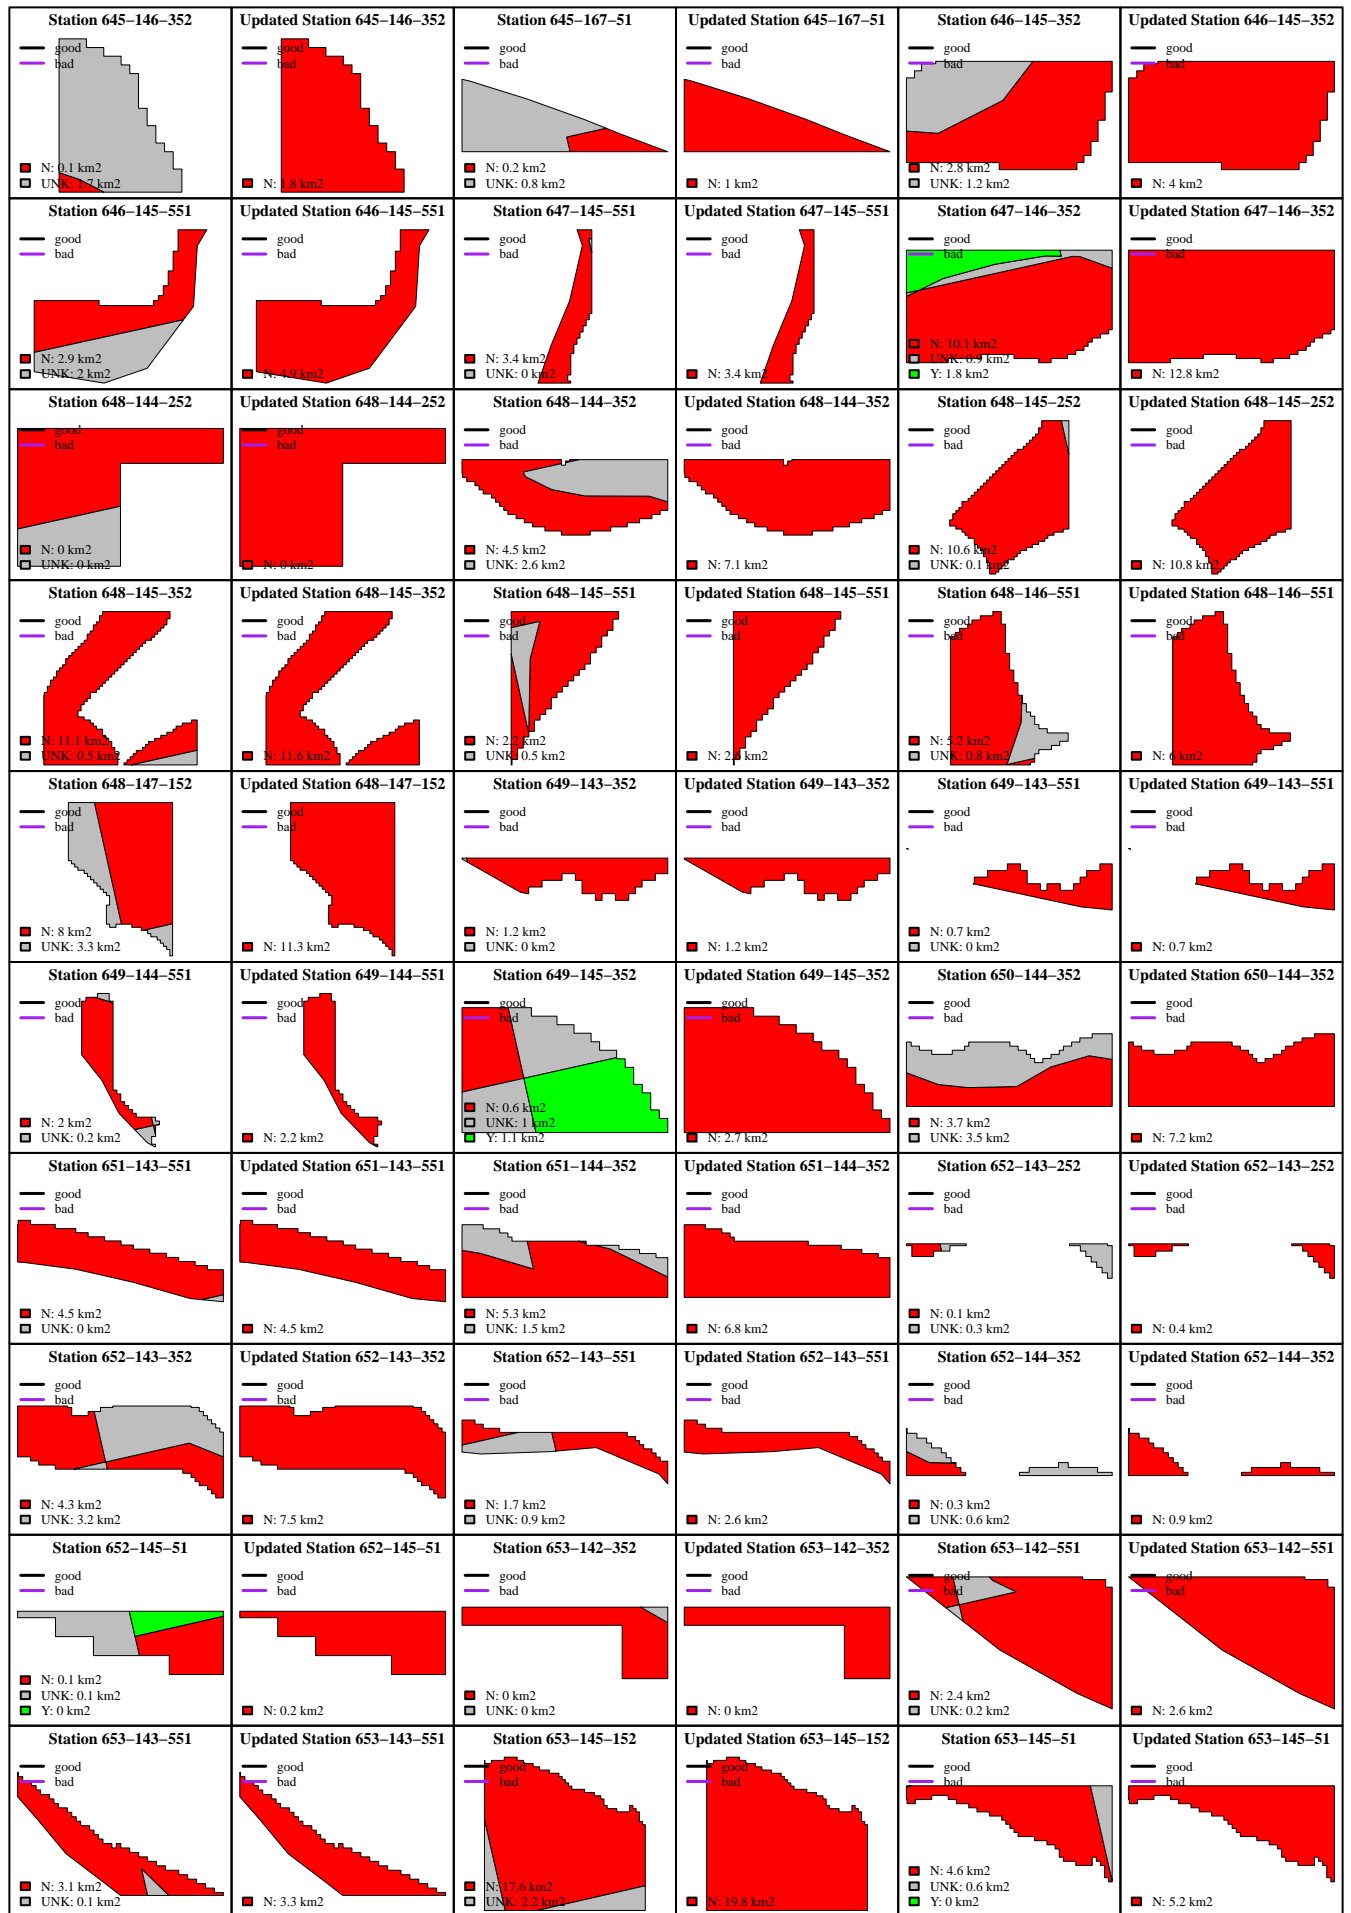 Station 645−146−352
good
bad
N: 0.1 km2
UNK: 1.7 km2
Updated Station 645−146−352
good
bad
N: 1.8 km2
Station 645−167−51
good
bad
N: 0.2 km2
UNK: 0.8 km2
Updated Station 645−167−51
good
bad
N: 1 km2
Station 646−145−352
good
bad
N: 2.8 km2
UNK: 1.2 km2
Updated Station 646−145−352
good
bad
N: 4 km2
Station 646−145−551
good
bad
N: 2.9 km2
UNK: 2 km2
Updated Station 646−145−551
good
bad
N: 4.9 km2
Station 647−145−551
good
bad
N: 3.4 km2
UNK: 0 km2
Updated Station 647−145−551
good
bad
N: 3.4 km2
Station 647−146−352
good
bad
N: 10.1 km2
UNK: 0.9 km2
Y: 1.8 km2
Updated Station 647−146−352
good
bad
N: 12.8 km2
Station 648−144−252
good
bad
N: 0 km2
UNK: 0 km2
Updated Station 648−144−252
good
bad
N: 0 km2
Station 648−144−352
good
bad
N: 4.5 km2
UNK: 2.6 km2
Updated Station 648−144−352
good
bad
N: 7.1 km2
Station 648−145−252
good
bad
N: 10.6 km2
UNK: 0.1 km2
Updated Station 648−145−252
good
bad
N: 10.8 km2
Station 648−145−352
good
bad
N: 11.1 km2
UNK: 0.5 km2
Updated Station 648−145−352
good
bad
N: 11.6 km2
Station 648−145−551
good
bad
N: 2.2 km2
UNK: 0.5 km2
Updated Station 648−145−551
good
bad
N: 2.6 km2
Station 648−146−551
good
bad
N: 5.2 km2
UNK: 0.8 km2
Updated Station 648−146−551
good
bad
N: 6 km2
Station 648−147−152
good
bad
N: 8 km2
UNK: 3.3 km2
Updated Station 648−147−152
good
bad
N: 11.3 km2
Station 649−143−352
good
bad
N: 1.2 km2
UNK: 0 km2
Updated Station 649−143−352
good
bad
N: 1.2 km2
Station 649−143−551
good
bad
N: 0.7 km2
UNK: 0 km2
Updated Station 649−143−551
good
bad
N: 0.7 km2
Station 649−144−551
good
bad
N: 2 km2
UNK: 0.2 km2
Updated Station 649−144−551
good
bad
N: 2.2 km2
Station 649−145−352
good
bad
N: 0.6 km2
UNK: 1 km2
Y: 1.1 km2
Updated Station 649−145−352
good
bad
N: 2.7 km2
Station 650−144−352
good
bad
N: 3.7 km2
UNK: 3.5 km2
Updated Station 650−144−352
good
bad
N: 7.2 km2
Station 651−143−551
good
bad
N: 4.5 km2
UNK: 0 km2
Updated Station 651−143−551
good
bad
N: 4.5 km2
Station 651−144−352
good
bad
N: 5.3 km2
UNK: 1.5 km2
Updated Station 651−144−352
good
bad
N: 6.8 km2
Station 652−143−252
good
bad
N: 0.1 km2
UNK: 0.3 km2
Updated Station 652−143−252
good
bad
N: 0.4 km2
Station 652−143−352
good
bad
N: 4.3 km2
UNK: 3.2 km2
Updated Station 652−143−352
good
bad
N: 7.5 km2
Station 652−143−551
good
bad
N: 1.7 km2
UNK: 0.9 km2
Updated Station 652−143−551
good
bad
N: 2.6 km2
Station 652−144−352
good
bad
N: 0.3 km2
UNK: 0.6 km2
Updated Station 652−144−352
good
bad
N: 0.9 km2
Station 652−145−51
good
bad
N: 0.1 km2
UNK: 0.1 km2
Y: 0 km2
Updated Station 652−145−51
good
bad
N: 0.2 km2
Station 653−142−352
good
bad
N: 0 km2
UNK: 0 km2
Updated Station 653−142−352
good
bad
N: 0 km2
Station 653−142−551
good
bad
N: 2.4 km2
UNK: 0.2 km2
Updated Station 653−142−551
good
bad
N: 2.6 km2
Station 653−143−551
good
bad
N: 3.1 km2
UNK: 0.1 km2
Updated Station 653−143−551
good
bad
N: 3.3 km2
Station 653−145−152
good
bad
N: 17.6 km2
UNK: 2.2 km2
Updated Station 653−145−152
good
bad
N: 19.8 km2
Station 653−145−51
good
bad
N: 4.6 km2
UNK: 0.6 km2
Y: 0 km2
Updated Station 653−145−51
good
bad
N: 5.2 km2